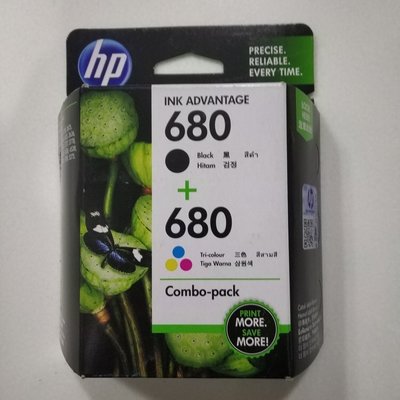 hp
PRECISE.
RELIABLE.
EVERY TIME.
INK ADVANTAGE
680
Black 黑 สีดำ
Hitam 검정
+
680
Tri-colour 三色 สีสามสี
Tiga Warna 삼원색
Combo-pack
PRINT
MORE.
SAVE
MORE!